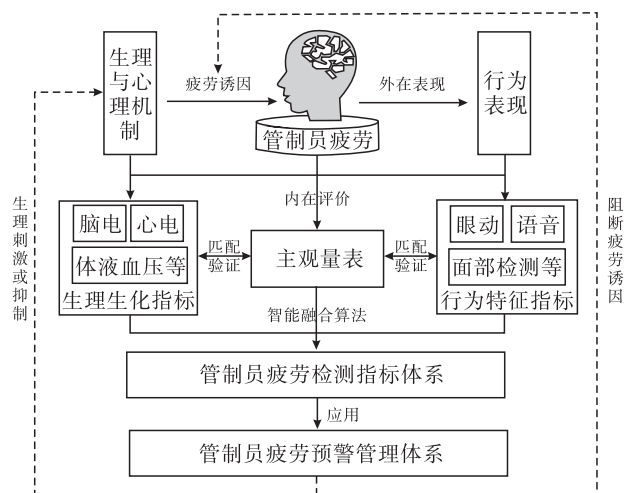 生理
与心
理机
制
疲劳诱因
外在表现
行为
表现
管制员疲劳
内在评价
生理刺激或抑制
阻断疲劳诱因
脑电
心电
体液血压等
生理生化指标
匹配
验证
主观量表
匹配
验证
眼动
语音
面部检测等
行为特征指标
智能融合算法
管制员疲劳检测指标体系
应用
管制员疲劳预警管理体系